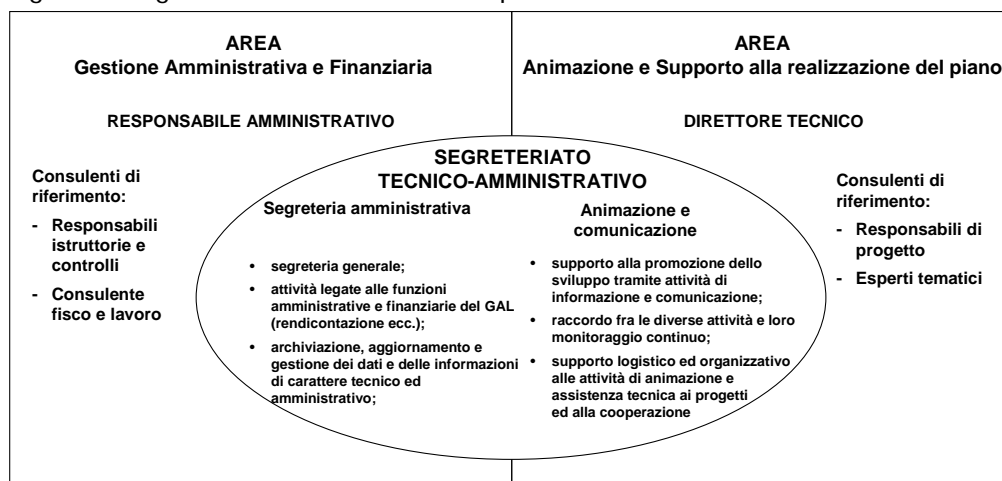 AREA
Gestione Amministrativa e Finanziaria
RESPONSABILE AMMINISTRATIVO
AREA
Animazione e Supporto alla realizzazione del piano
DIRETTORE TECNICO
Consulenti di
riferimento:
- Responsabili
istruttorie e
controlli
- Consulente
fisco e lavoro
SEGRETERIATO
TECNICO-AMMINISTRATIVO
Segreteria amministrativa
• segreteria generale;
• attività legate alle funzioni
amministrative e finanziarie del GAL
(rendicontazione ecc.);
• archiviazione, aggiornamento e
gestione dei dati e delle informazioni
di carattere tecnico ed
amministrativo;
Animazione e
comunicazione
• supporto alla promozione dello
sviluppo tramite attività di
informazione e comunicazione;
• raccordo fra le diverse attività e loro
monitoraggio continuo;
• supporto logistico ed organizzativo
alle attività di animazione e
assistenza tecnica ai progetti
ed alla cooperazione
Consulenti di
riferimento:
- Responsabili di
progetto
- Esperti tematici